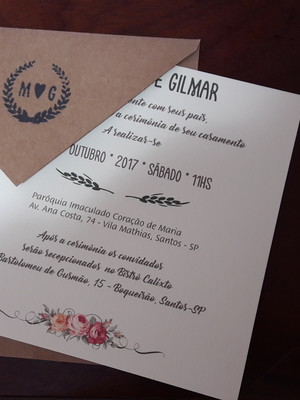 M G
E GILMAR
nte com seus pais,
a cerimônia de seu casamento
A realizar-se
OUTUBRO * 2017 * SÁBADO * 11HS
Paróquia Imaculado Coração de Maria
Av. Ana Costa, 74 - Vila Mathias, Santos - SP
Após a cerimônia os convidados
serão recepcionados no Bistrô Calixto
Bartolomeu de Gusmão, 15 - Boqueirão, Santos-SP